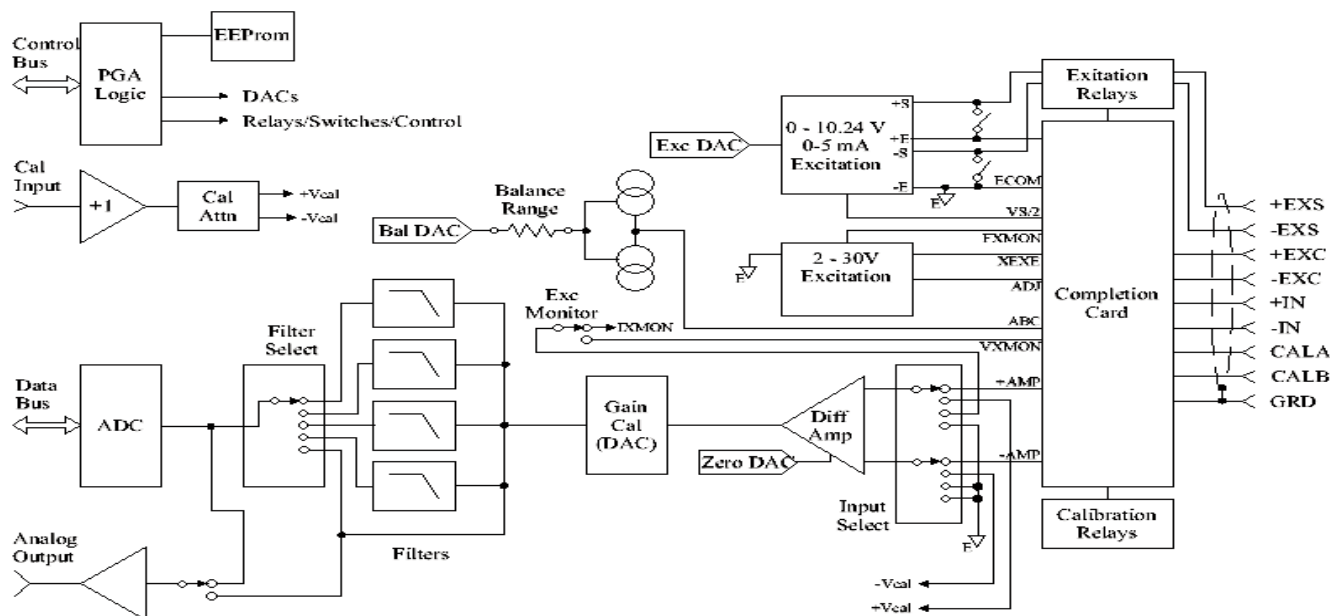 Control
Bus
PGA
Logic
EEProm
DACs
Relays/Switches/Control
Cal
Input
+1
Cal
Attn
+Vcal
-Vcal
Exc DAC
0 - 10.24 V
0-5 mA
Excitation
+S
+E
-S
-E
E
ECOM
VS/2
Exitation
Relays
Balance
Range
Bal DAC
E
2 - 30V
Excitation
FXMON
XEXE
ADJ
ABC
VXMON
Exc
Monitor
IXMON
Completion
Card
+EXS
-EXS
+EXC
-EXC
+IN
-IN
CALA
CALB
GRD
Data
Bus
ADC
Filter
Select
Filters
Gain
Cal
(DAC)
Diff
Amp
Zero DAC
+AMP
-AMP
Input
Select
E
Calibration
Relays
Analog
Output
-Vcal
+Vcal